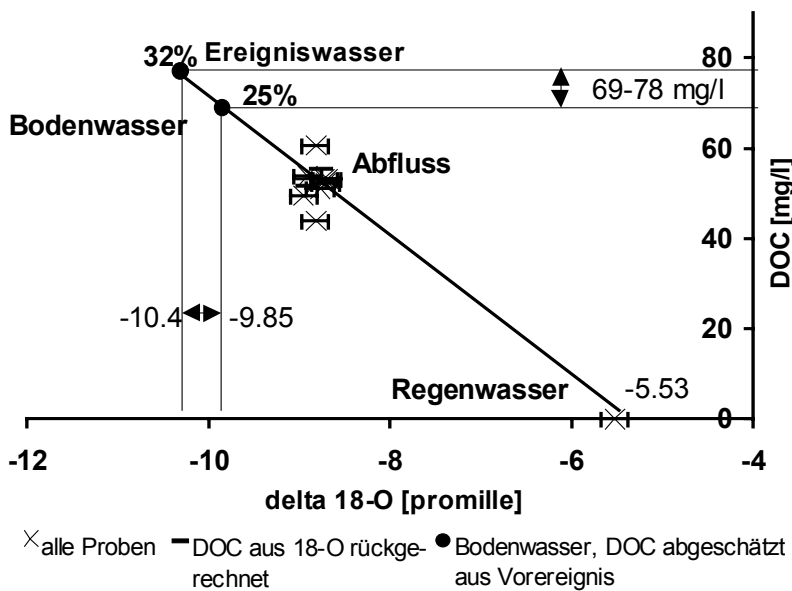 32% Ereigniswasser
25%
Bodenwasser
Abfluss
69-78 mg/l
-10.4
-9.85
Regenwasser
-5.53
80
60
40
20
0
DOC [mg/l]
-12
-10
-8
-6
-4
delta 18-O [promille]
alle Proben
DOC aus 18-O rückge-
rechnet
Bodenwasser, DOC abgeschätzt
aus Vorereignis